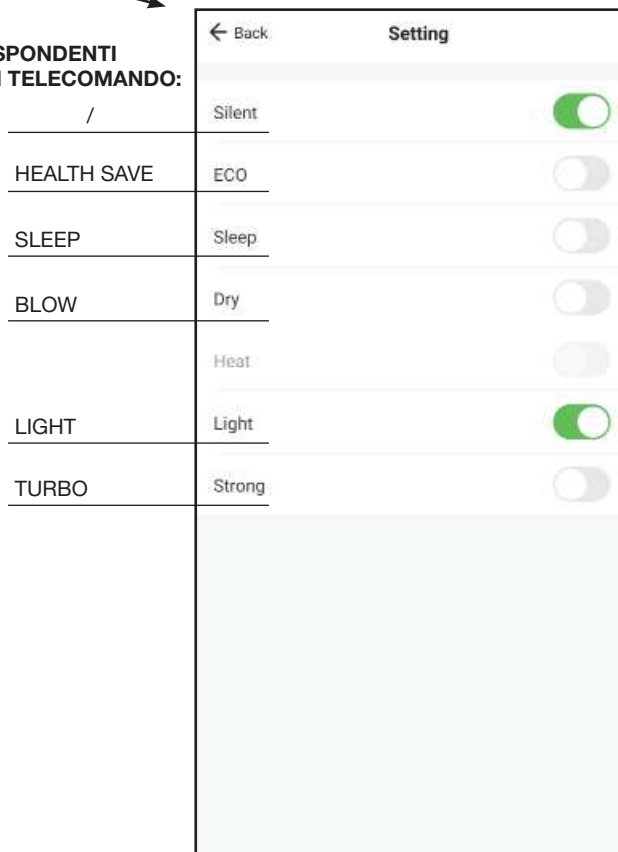 ← Back Setting
SPONDENTI
TELECOMANDO:
/ Silent
HEALTH SAVE ECO
SLEEP Sleep
BLOW Dry
Heat
LIGHT Light
TURBO Strong